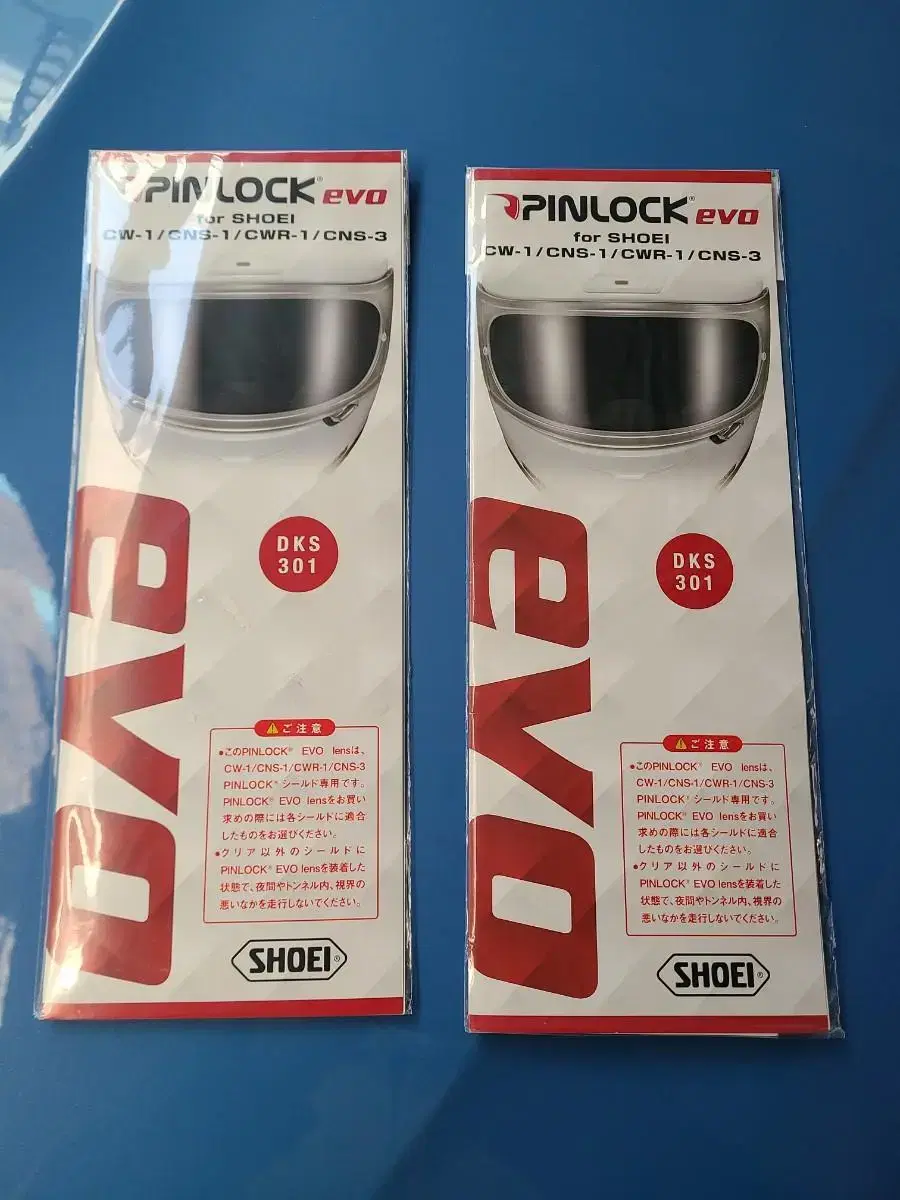 PINLOCK® evo
for SHOEI
CW-1/CNS-1/CWR-1/CNS-3
evo
DKS
301
ご注意
●このPINLOCK® EVO lensは、
CW-1/CNS-1/CWR-1/CNS-3
PINLOCK®シールド専用です。
PINLOCK® EVO lensをお買い
求めの際には各シールドに適合
したものをお選びください。
●クリア以外のシールドに
PINLOCK® EVO lensを装着した
状態で、夜間やトンネル内、視界の
悪いなかを走行しないでください。
SHOEI®
PINLOCK® evo
for SHOEI
CW-1/CNS-1/CWR-1/CNS-3
evo
DKS
301
ご注意
●このPINLOCK® EVO lensは、
CW-1/CNS-1/CWR-1/CNS-3
PINLOCK®シールド専用です。
PINLOCK® EVO lensをお買い
求めの際には各シールドに適合
したものをお選びください。
●クリア以外のシールドに
PINLOCK® EVO lensを装着した
状態で、夜間やトンネル内、視界の
悪いなかを走行しないでください。
SHOEI®